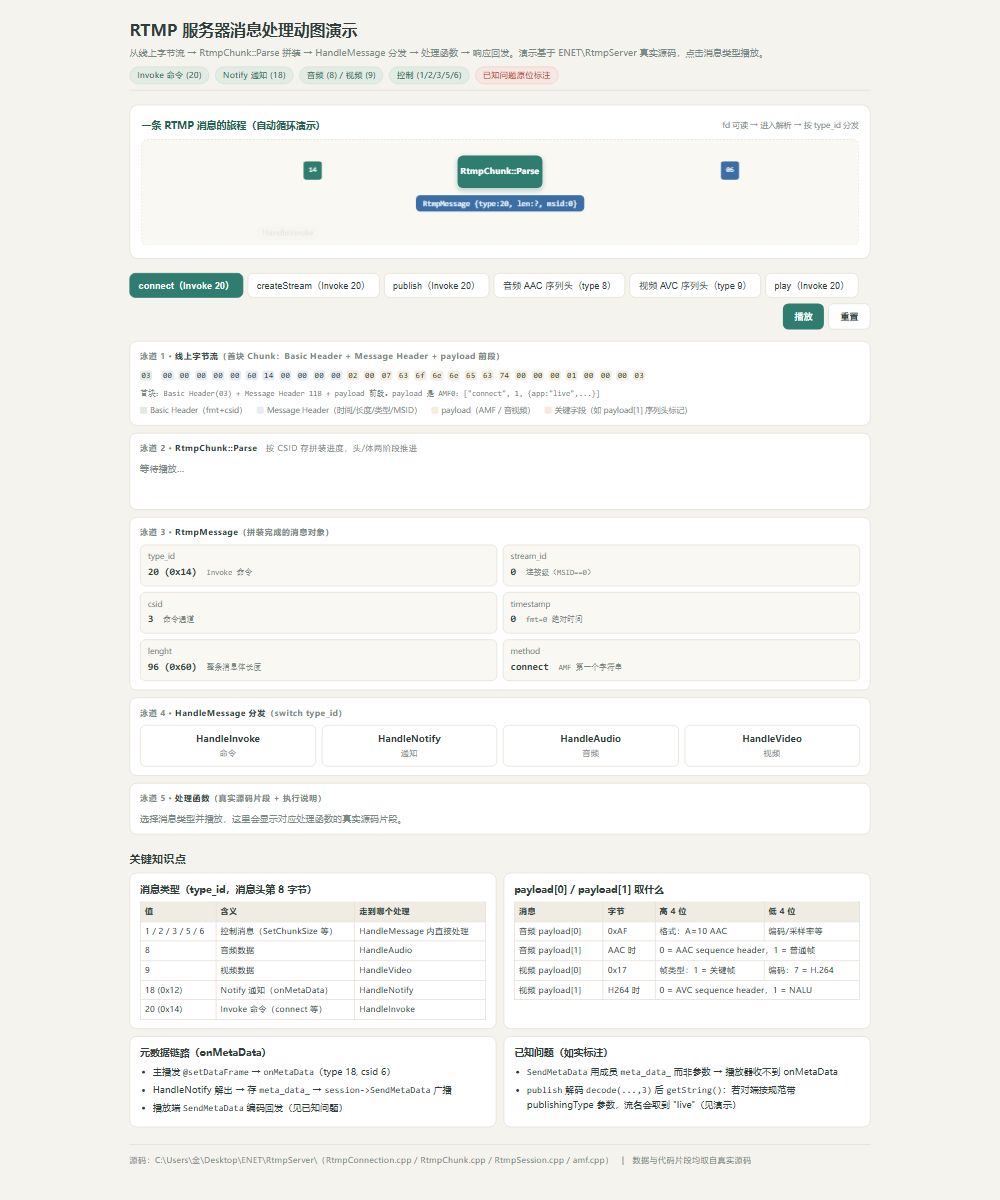 RTMP 服务器消息处理动图演示
从线上字节流 → RtmpChunk::Parse 拼装 → HandleMessage 分发 → 处理函数 → 响应回发。演示基于 ENET\RtmpServer 真实源码，点击消息类型播放。
Invoke 命令 (20) Notify 通知 (18) 音频 (8) / 视频 (9) 控制 (1/2/3/5/6) 已知问题原位标注
一条 RTMP 消息的旅程（自动循环演示） fd 可读 → 进入解析 → 按 type_id 分发
14 RtmpChunk::Parse 05
RtmpMessage {type:20, len:?, msid:0}
HandleInvoke
connect（Invoke 20） createStream（Invoke 20） publish（Invoke 20） 音频 AAC 序列头（type 8） 视频 AVC 序列头（type 9） play（Invoke 20）
播放 重置
泳道 1 · 线上字节流（首块 Chunk：Basic Header + Message Header + payload 前段）
03 00 00 00 00 00 60 14 00 00 00 00 02 00 07 63 6f 6e 6e 65 63 74 00 00 00 01 00 00 00 03
首块：Basic Header(03) + Message Header 11B + payload 前段。payload 是 AMF0：["connect", 1, {app:"live",...}]
Basic Header（fmt+csid） Message Header（时间/长度/类型/MSID） payload（AMF / 音视频） 关键字段（如 payload[1] 序列头标记）
泳道 2 · RtmpChunk::Parse 按 CSID 存拼装进度，头/体两阶段推进
等待播放…
泳道 3 · RtmpMessage（拼装完成的消息对象）
type_id stream_id
20 (0x14) Invoke 命令 0 连接级（MSID==0）
csid timestamp
3 命令通道 0 fmt=0 绝对时间
lenght method
96 (0x60) 整条消息体长度 connect AMF 第一个字符串
泳道 4 · HandleMessage 分发（switch type_id）
HandleInvoke HandleNotify HandleAudio HandleVideo
命令 通知 音频 视频
泳道 5 · 处理函数（真实源码片段 + 执行说明）
选择消息类型并播放，这里会显示对应处理函数的真实源码片段。
关键知识点
消息类型（type_id，消息头第 8 字节） payload[0] / payload[1] 取什么
值 含义 走到哪个处理 消息 字节 高 4 位 低 4 位
1 / 2 / 3 / 5 / 6 控制消息（SetChunkSize 等） HandleMessage 内直接处理 音频 payload[0] 0xAF 格式：A=10 AAC 编码/采样率等
8 音频数据 HandleAudio 音频 payload[1] AAC 时 0 = AAC sequence header，1 = 普通帧
9 视频数据 HandleVideo 视频 payload[0] 0x17 帧类型：1 = 关键帧 编码：7 = H.264
18 (0x12) Notify 通知（onMetaData） HandleNotify 视频 payload[1] H264 时 0 = AVC sequence header，1 = NALU
20 (0x14) Invoke 命令（connect 等） HandleInvoke
元数据链路（onMetaData） 已知问题（如实标注）
• 主播发 @setDataFrame → onMetaData（type 18, csid 6） • SendMetaData 用成员 meta_data_ 而非参数 → 播放器收不到 onMetaData
• HandleNotify 解出 → 存 meta_data_ → session->SendMetaData 广播 • publish 解码 decode(...,3) 后 getString()：若对端按规范带
• 播放端 SendMetaData 编码回发（见已知问题） publishingType 参数，流名会取到 "live"（见演示）
源码：C:\Users\金\Desktop\ENET\RtmpServer\（RtmpConnection.cpp / RtmpChunk.cpp / RtmpSession.cpp / amf.cpp） | 数据与代码片段均取自真实源码